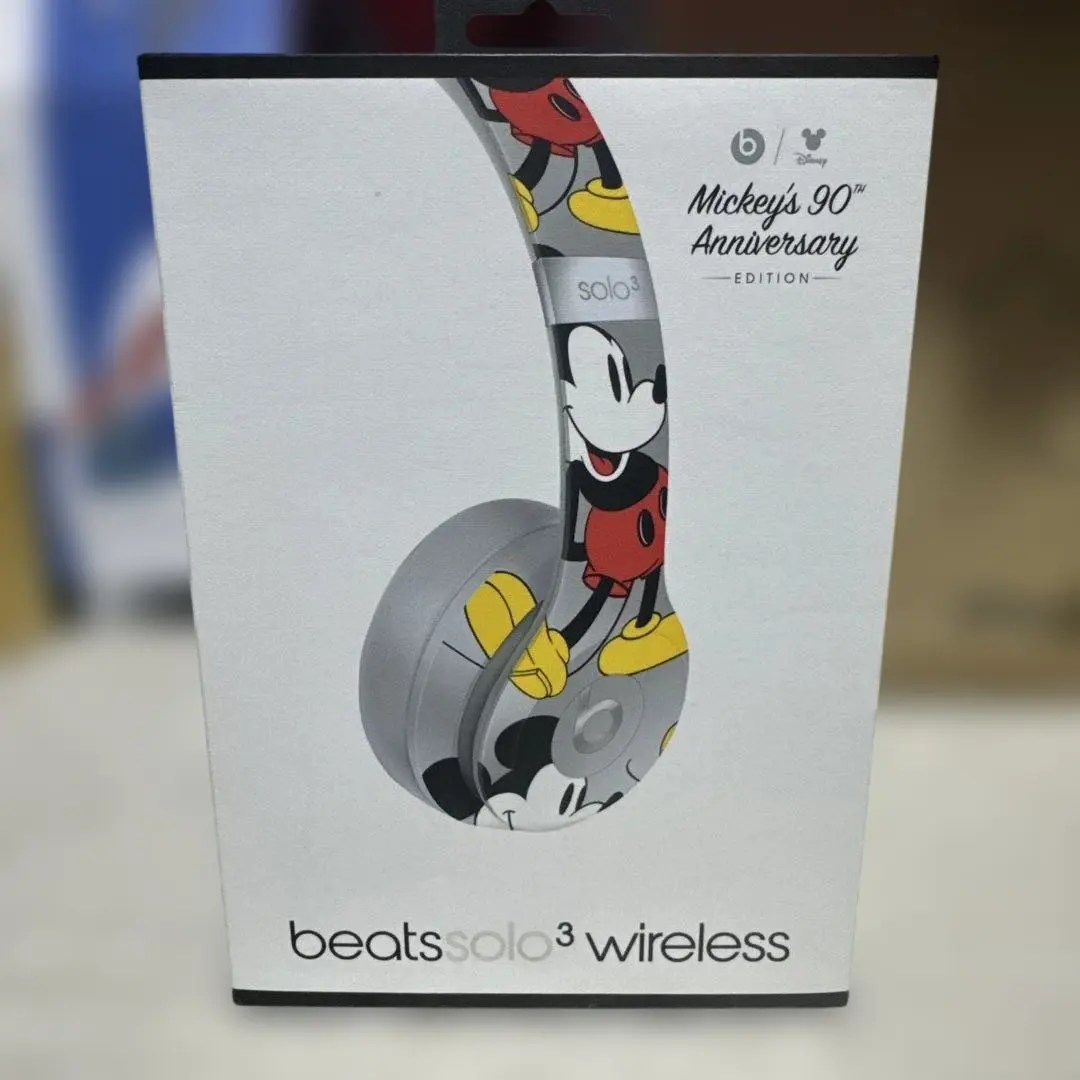 b / Disney
Mickey's 90TH
Anniversary
EDITION
solo3
b
beatssolo3 wireless